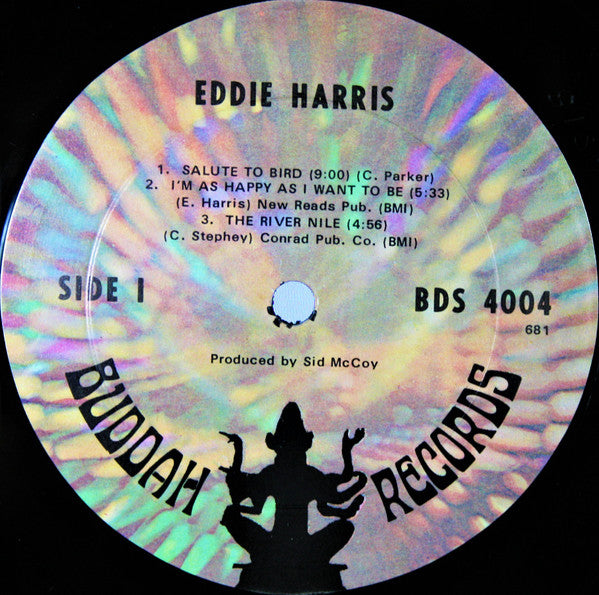 EDDIE HARRIS
1. SALUTE TO BIRD (9:00) (C. Parker)
2. I'M AS HAPPY AS I WANT TO BE (5:33)
(E. Harris) New Reads Pub. (BMI)
3. THE RIVER NILE (4:56)
(C. Stephey) Conrad Pub. Co. (BMI)
SIDE I
BDS 4004
681
Produced by Sid McCoy
BUDDAH RECORDS